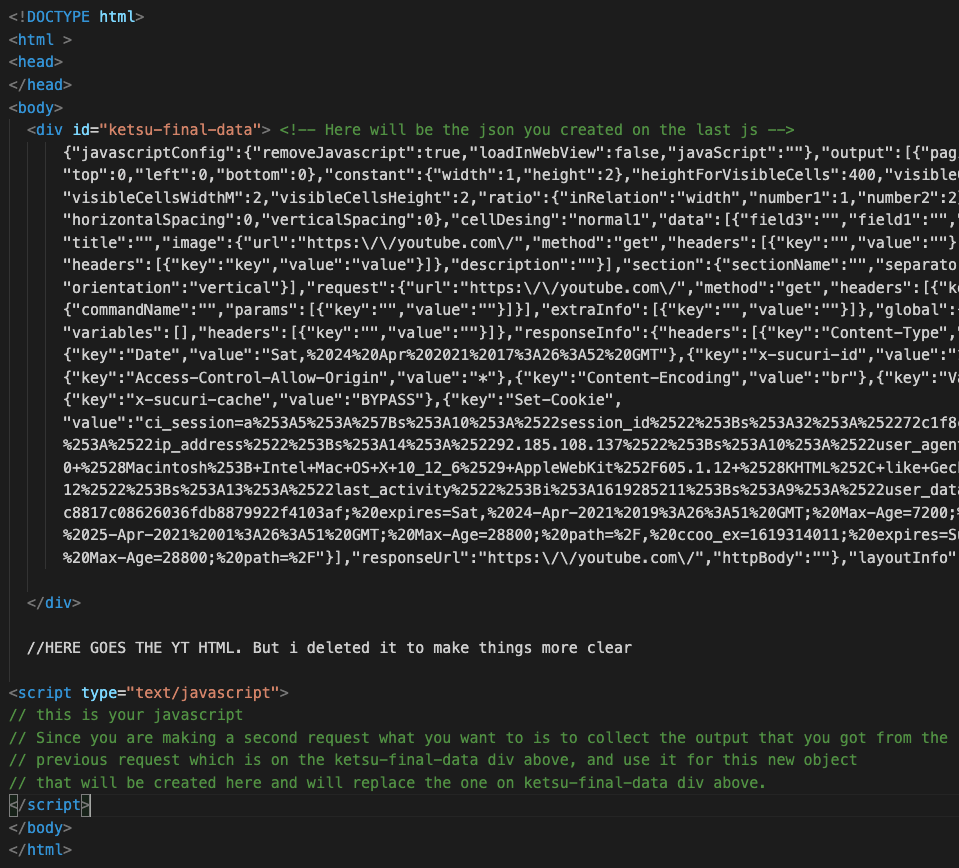 <!DOCTYPE html>
<html >
<head>
</head>
<body>
<div id="ketsu-final-data"> <!-- Here will be the json you created on the last js -->
{"javascriptConfig":{"removeJavascript":true,"loadInWebView":false,"javaScript":""},"output":[{"pag
"top":0,"left":0,"bottom":0},"constant":{"width":1,"height":2},"heightForVisibleCells":400,"visibleC
"visibleCellsWidthM":2,"visibleCellsHeight":2,"ratio":{"inRelation":"width","number1":1,"number2":2}
"horizontalSpacing":0,"verticalSpacing":0},"cellDesing":"normal1","data":[{"field3":"","field1":"","
"title":"","image":{"url":"https:\/\/youtube.com\/","method":"get","headers":[{"key":"","value":""}
"headers":[{"key":"key","value":"value"}]},"description":""}],"section":{"sectionName":"","separato
"orientation":"vertical"}],"request":{"url":"https:\/\/youtube.com\/","method":"get","headers":[{"ke
{"commandName":"","params":[{"key":"","value":""}]}],"extraInfo":[{"key":"","value":""}]},"global":
"variables":[],"headers":[{"key":"","value":""}]},"responseInfo":{"headers":[{"key":"Content-Type","
{"key":"Date","value":"Sat,%2024%20Apr%202021%2017%3A26%3A52%20GMT"},{"key":"x-sucuri-id","value":"
{"key":"Access-Control-Allow-Origin","value":"*"},{"key":"Content-Encoding","value":"br"},{"key":"Va
{"key":"x-sucuri-cache","value":"BYPASS"},{"key":"Set-Cookie",
"value":"ci_session=a%253A5%253A%257Bs%253A10%253A%2522session_id%2522%253Bs%253A32%253A%252272c1f8
%253A%2522ip_address%2522%253Bs%253A14%253A%252292.185.108.137%2522%253Bs%253A10%253A%2522user_agen
0+%2528Macintosh%253B+Intel+Mac+OS+X+10_12_6%2529+AppleWebKit%252F605.1.12+%2528KHTML%252C+like+Gec
12%2522%253Bs%253A13%253A%2522last_activity%2522%253Bi%253A1619285211%253Bs%253A9%253A%2522user_dat
c8817c08626036fdb8879922f4103af;%20expires=Sat,%2024-Apr-2021%2019%3A26%3A51%20GMT;%20Max-Age=7200;%
%2025-Apr-2021%2001%3A26%3A51%20GMT;%20Max-Age=28800;%20path=%2F,%20ccoo_ex=1619314011;%20expires=S
%20Max-Age=28800;%20path=%2F"}],"responseUrl":"https:\/\/youtube.com\/","httpBody":""},"layoutInfo"
</div>
//HERE GOES THE YT HTML. But i deleted it to make things more clear
<script type="text/javascript">
// this is your javascript
// Since you are making a second request what you want to is to collect the output that you got from the
// previous request which is on the ketsu-final-data div above, and use it for this new object
// that will be created here and will replace the one on ketsu-final-data div above.
</script>
</body>
</html>